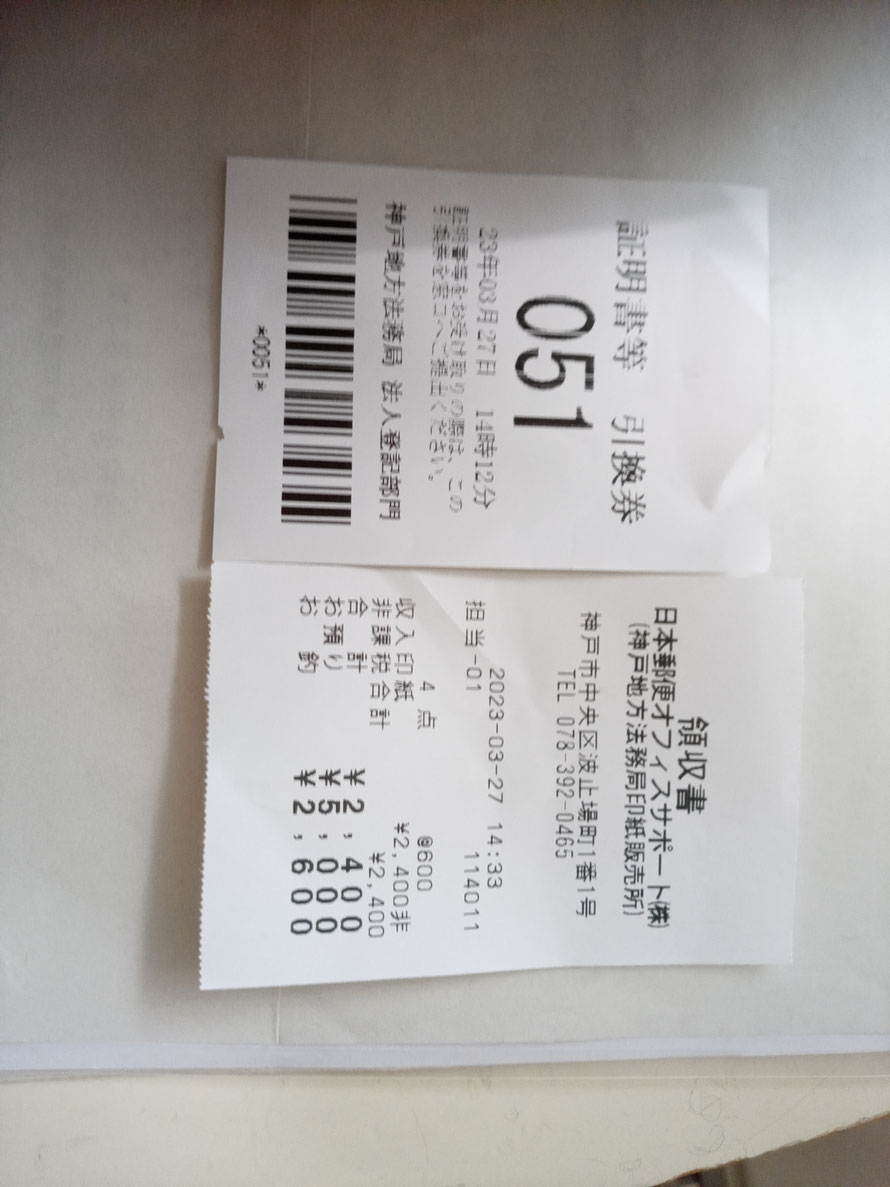 証明書等 引換券
051
23年03月27日 14時12分
証明書等をお受け取りの際は、この
引換券を窓口へご提出ください。
神戸地方法務局 法人登記部門
*0051*
領収書
日本郵便オフィスサポート(株)
(神戸地方法務局印紙販売所)
神戸市中央区波止場町1番1号
TEL 078-392-0465
2023-03-27 14:33
担当-01 114011
4点 @600
収入印紙 ¥2,400非
非課税合計 ¥2,400
合計 ¥2,400
お預り ¥5,000
お釣 ¥2,600